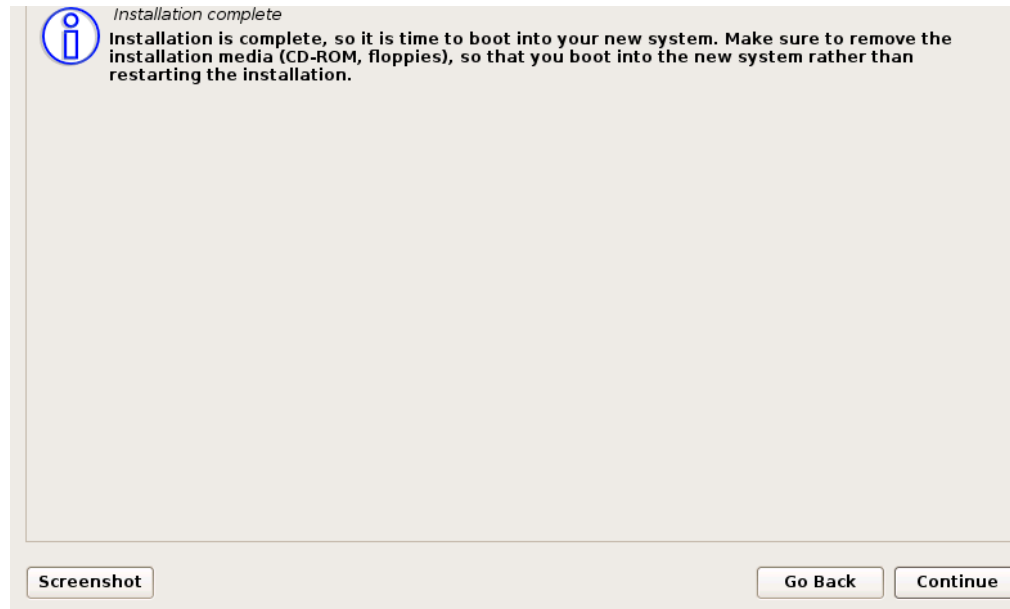 Installation complete
Installation is complete, so it is time to boot into your new system. Make sure to remove the
installation media (CD-ROM, floppies), so that you boot into the new system rather than
restarting the installation.
Screenshot
Go Back
Continue